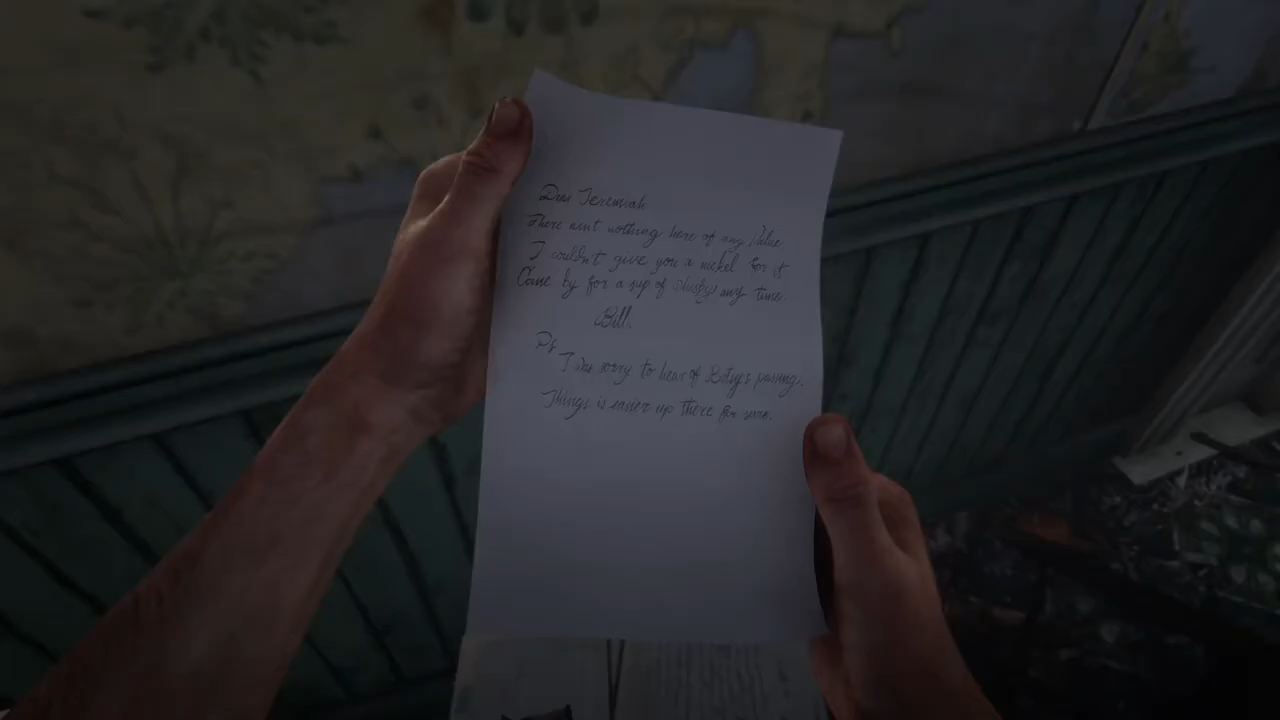 Dear Jeremiah
There aint nothing here of any Value
I couldn't give you a nickel for it
Come by for a sip of Whisky any time.
Bill.
Ps
I was sorry to hear of Betsy's passing.
Things is easier up there for sure.